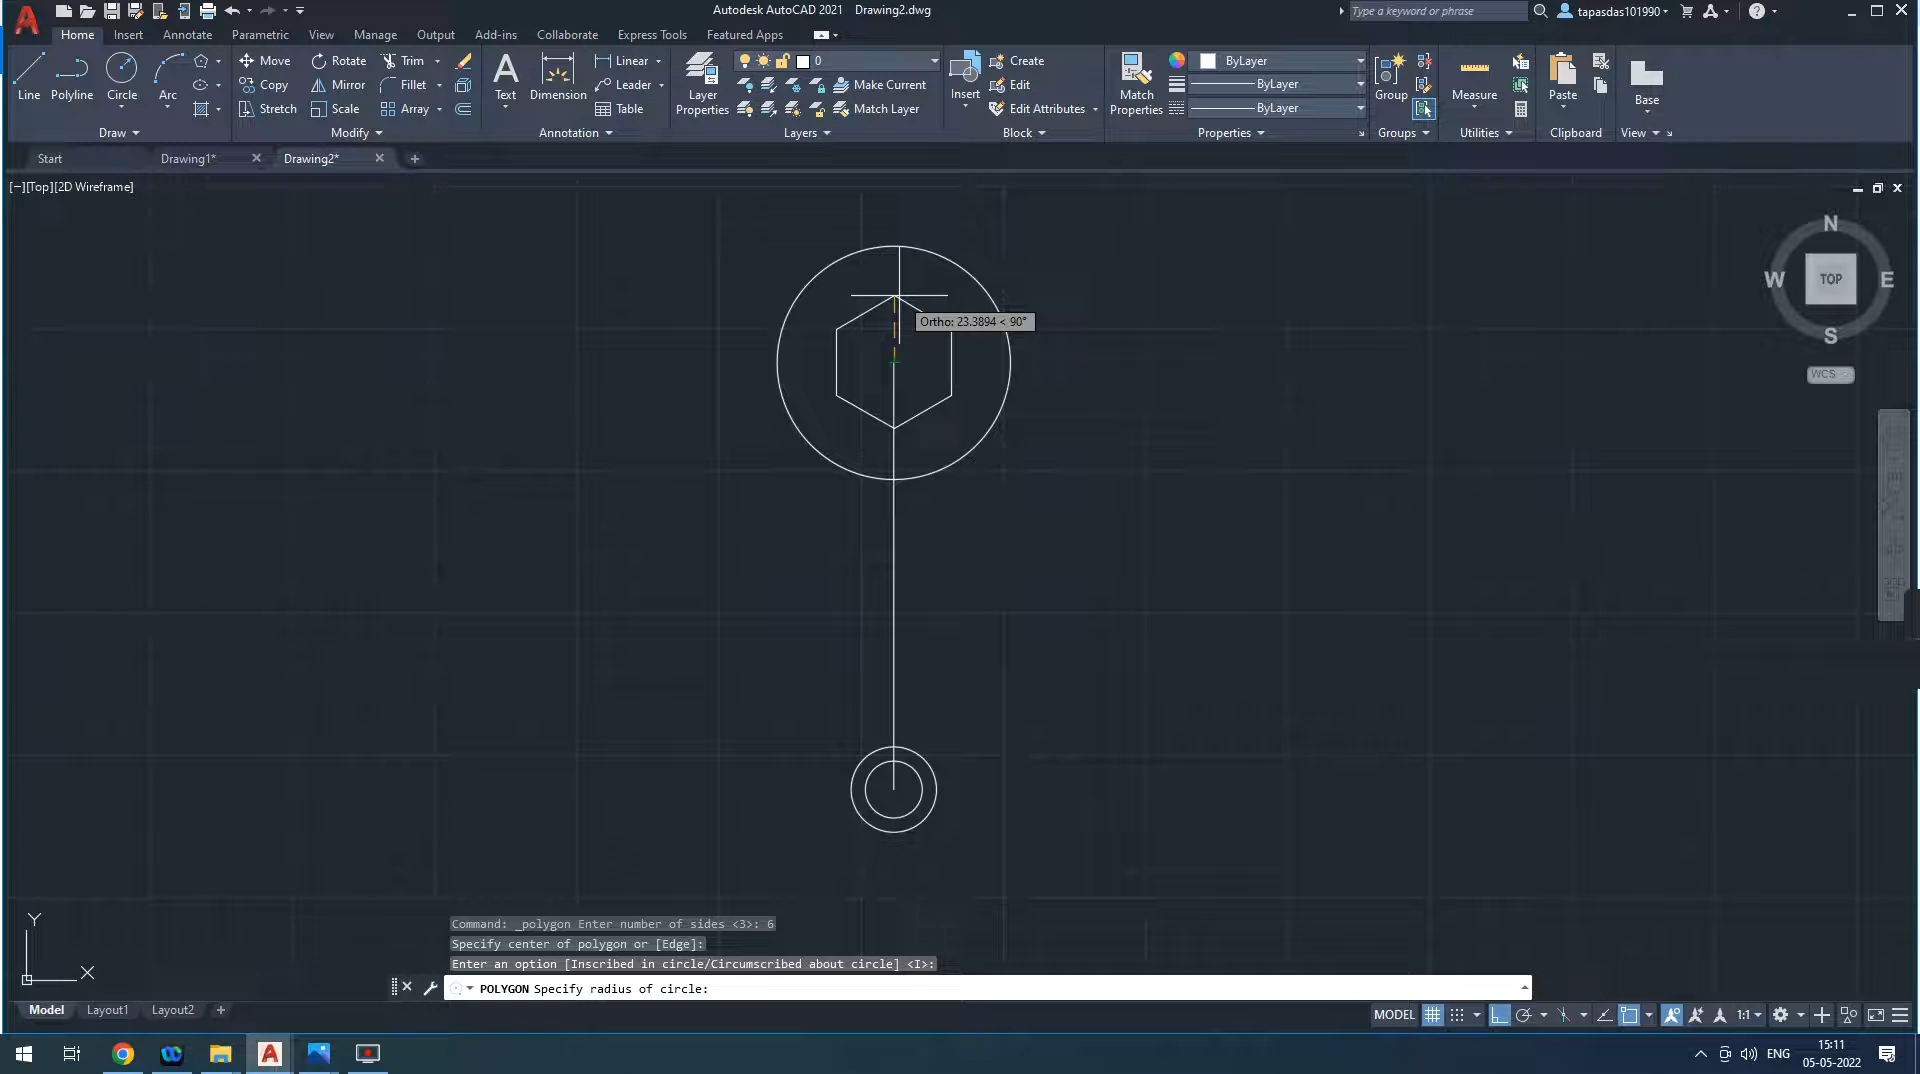 Autodesk AutoCAD 2021 Drawing2.dwg
Type a keyword or phrase
tapasdas101990
Home Insert Annotate Parametric View Manage Output Add-ins Collaborate Express Tools Featured Apps
Line Polyline Circle Arc
Move Rotate Trim
Copy Mirror Fillet
Stretch Scale Array
Text Dimension
Linear
Leader
Table
Layer Properties
0
Make Current
Match Layer
Insert
Create
Edit
Edit Attributes
Match Properties
ByLayer
ByLayer
ByLayer
Group
Measure
Paste
Base
Draw Modify Annotation Layers Block Properties Groups Utilities Clipboard View
Start Drawing1* Drawing2*
[−][Top][2D Wireframe]
N
W TOP E
S
WCS
Ortho: 23.3894 < 90°
Y
X
Command: _polygon Enter number of sides <3>: 6
Specify center of polygon or [Edge]:
Enter an option [Inscribed in circle/Circumscribed about circle] <I>:
POLYGON Specify radius of circle:
Model Layout1 Layout2
MODEL 1:1
ENG
15:11
05-05-2022